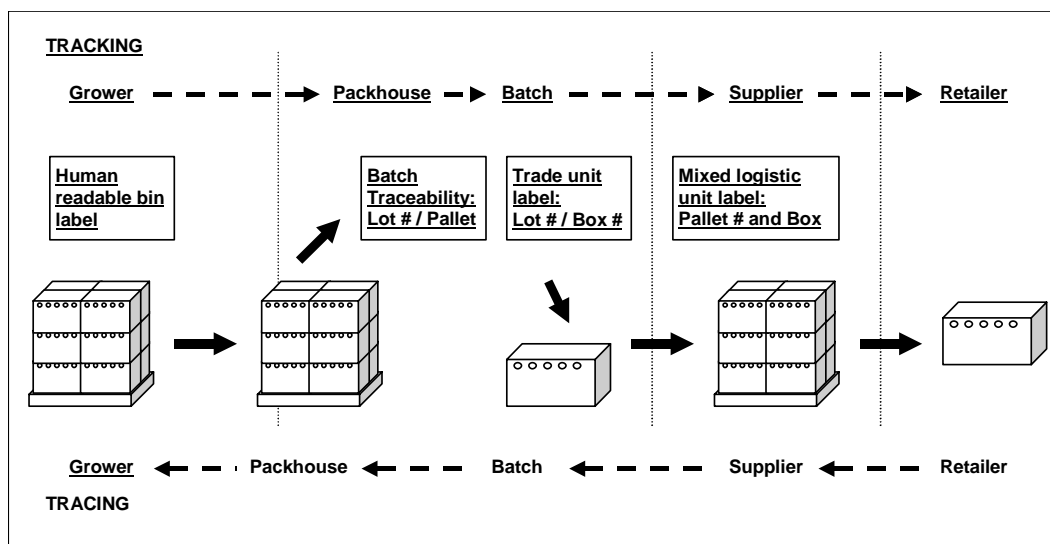 TRACKING
Grower Packhouse Batch Supplier Retailer
Human
readable bin
label
Batch
Traceability:
Lot # / Pallet
Trade unit
label:
Lot # / Box #
Mixed logistic
unit label:
Pallet # and Box
Grower Packhouse Batch Supplier Retailer
TRACING